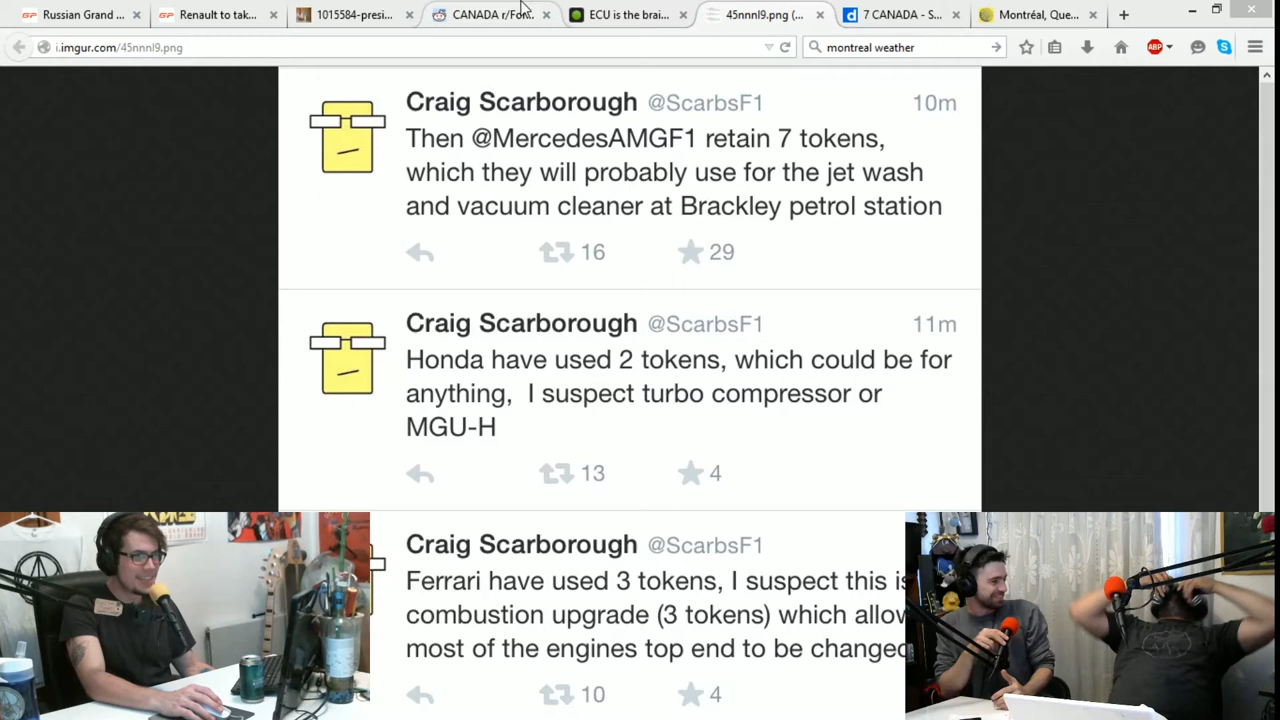 Russian Grand ...
Renault to tak...
1015584-presi...
CANADA r/For...
ECU is the brai...
45nnnl9.png (...
7 CANADA - S...
Montréal, Que...
i.imgur.com/45nnnl9.png
montreal weather
ABP
Craig Scarborough @ScarbsF1 10m
Then @MercedesAMGF1 retain 7 tokens,
which they will probably use for the jet wash
and vacuum cleaner at Brackley petrol station
16 29
Craig Scarborough @ScarbsF1 11m
Honda have used 2 tokens, which could be for
anything, I suspect turbo compressor or
MGU-H
13 4
Craig Scarborough @ScarbsF1
Ferrari have used 3 tokens, I suspect this is
combustion upgrade (3 tokens) which allow
most of the engines top end to be changed
10 4